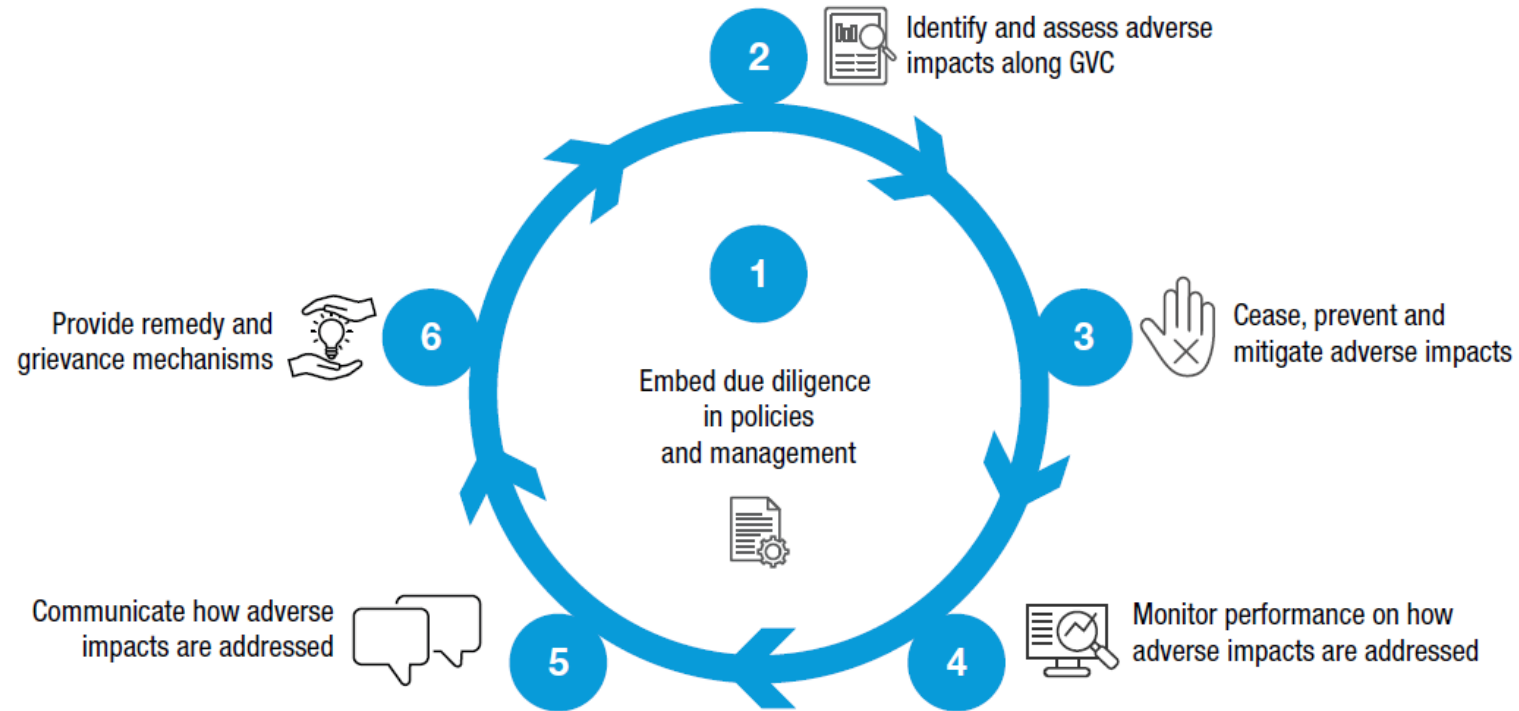 2
Identify and assess adverse
impacts along GVC
1
Embed due diligence
in policies
and management
3
Cease, prevent and
mitigate adverse impacts
4
Monitor performance on how
adverse impacts are addressed
5
Communicate how adverse
impacts are addressed
6
Provide remedy and
grievance mechanisms